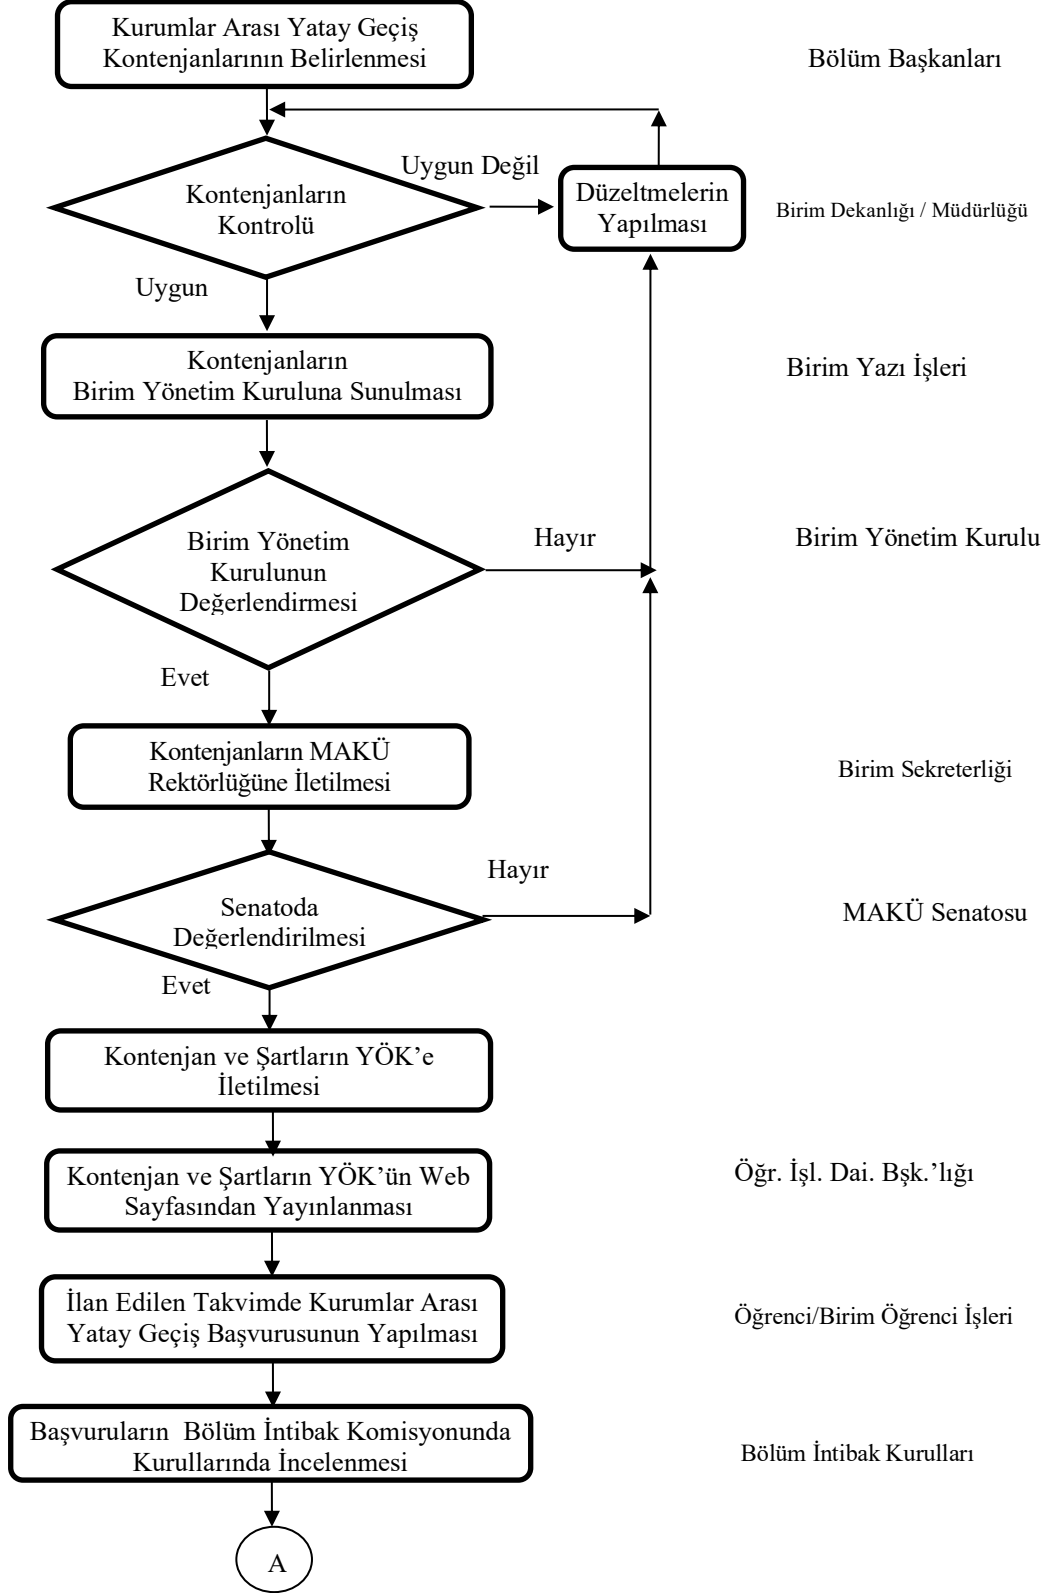 Kurumlar Arası Yatay Geçiş
Kontenjanlarının Belirlenmesi
Bölüm Başkanları
Uygun Değil
Kontenjanların
Kontrolü
Düzeltmelerin
Yapılması
Birim Dekanlığı / Müdürlüğü
Uygun
Kontenjanların
Birim Yönetim Kuruluna Sunulması
Birim Yazı İşleri
Birim Yönetim
Kurulunun
Değerlendirmesi
Hayır
Birim Yönetim Kurulu
Evet
Kontenjanların MAKÜ
Rektörlüğüne İletilmesi
Birim Sekreterliği
Hayır
Senatoda
Değerlendirilmesi
MAKÜ Senatosu
Evet
Kontenjan ve Şartların YÖK’e
İletilmesi
Kontenjan ve Şartların YÖK’ün Web
Sayfasından Yayınlanması
Öğr. İşl. Dai. Bşk.’lığı
İlan Edilen Takvimde Kurumlar Arası
Yatay Geçiş Başvurusunun Yapılması
Öğrenci/Birim Öğrenci İşleri
Başvuruların  Bölüm İntibak Komisyonunda
Kurullarında İncelenmesi
Bölüm İntibak Kurulları
A